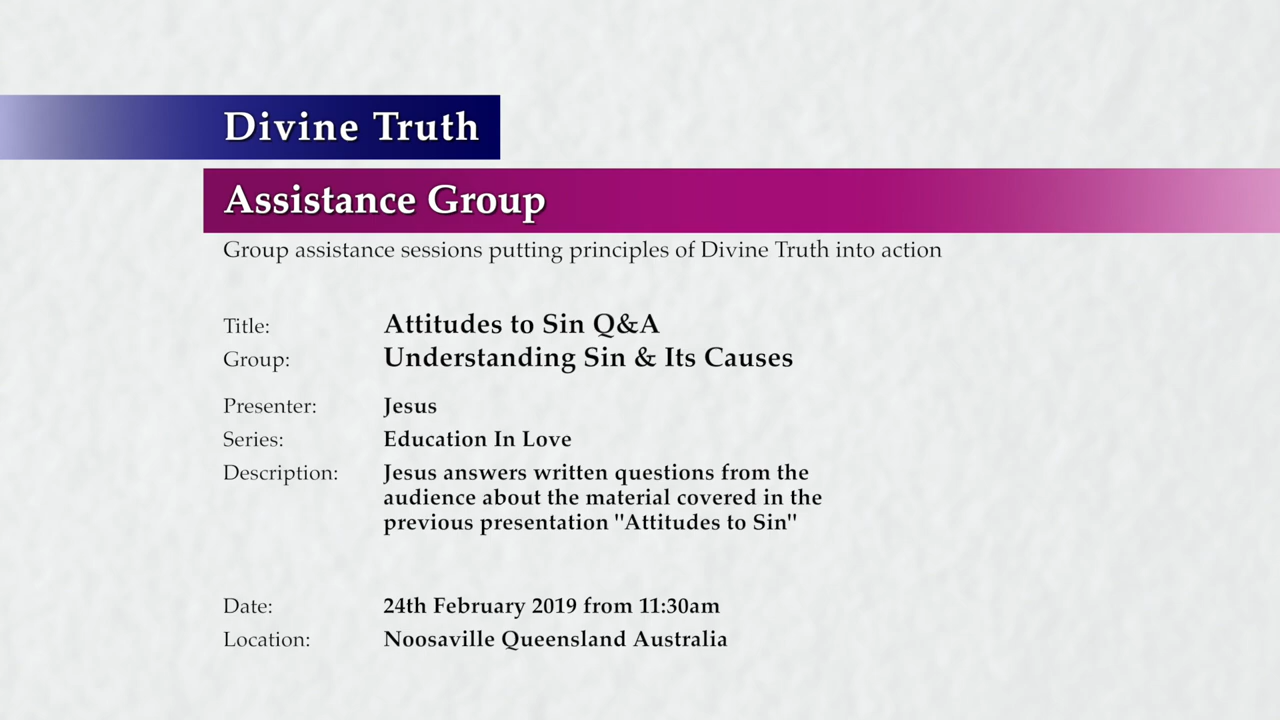 Divine Truth
Assistance Group
Group assistance sessions putting principles of Divine Truth into action
Title: Attitudes to Sin Q&A
Group: Understanding Sin & Its Causes
Presenter: Jesus
Series: Education In Love
Description: Jesus answers written questions from the
audience about the material covered in the
previous presentation "Attitudes to Sin"
Date: 24th February 2019 from 11:30am
Location: Noosaville Queensland Australia